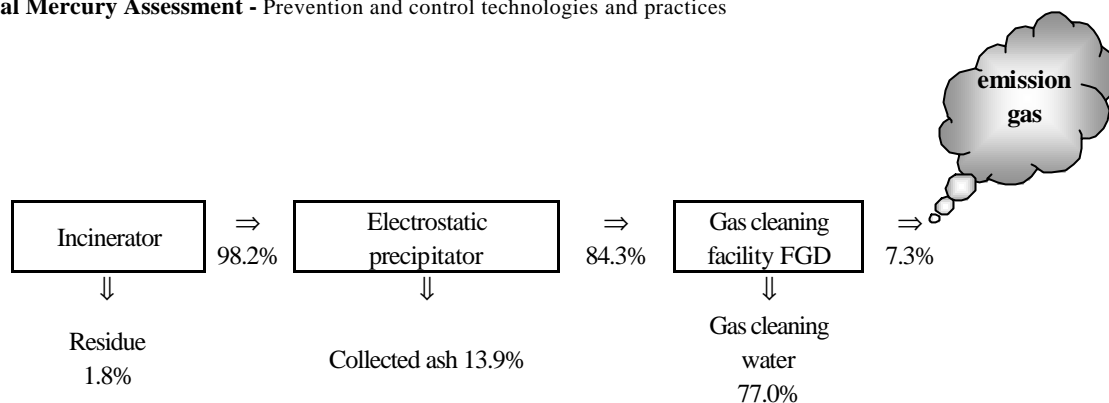 al Mercury Assessment - Prevention and control technologies and practices
emission
gas
Incinerator
⇒
98.2%
Electrostatic
precipitator
⇒
84.3%
Gas cleaning
facility FGD
⇒
7.3%
⇓
⇓
⇓
Residue
1.8%
Collected ash 13.9%
Gas cleaning
water
77.0%